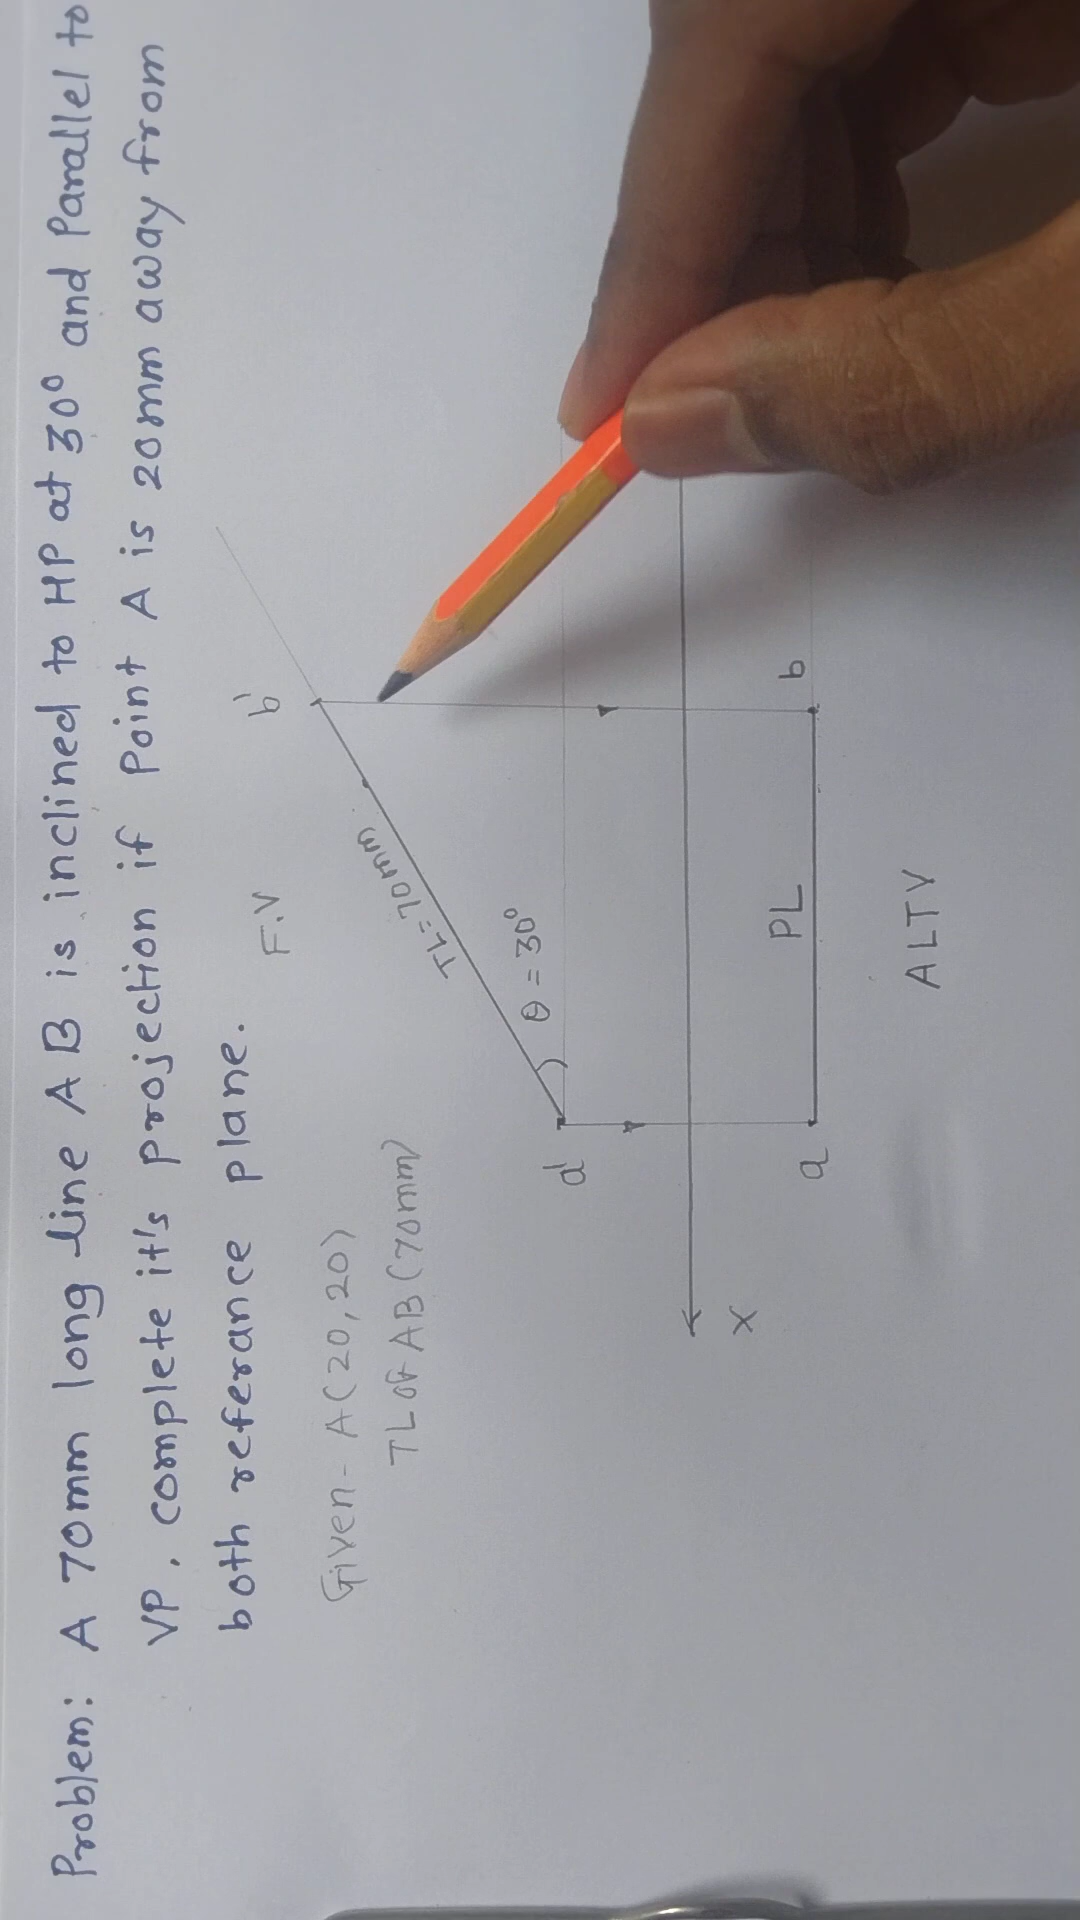 Problem: A 70mm long line AB is inclined to HP at 30° and Parallel to
VP, complete it's projection if Point A is 20mm away from
both referance plane.
Given- A(20,20)
TL of AB (70mm)
F.V
b'
TL=70mm
θ = 30°
a'
X
PL
a
b
ALTV